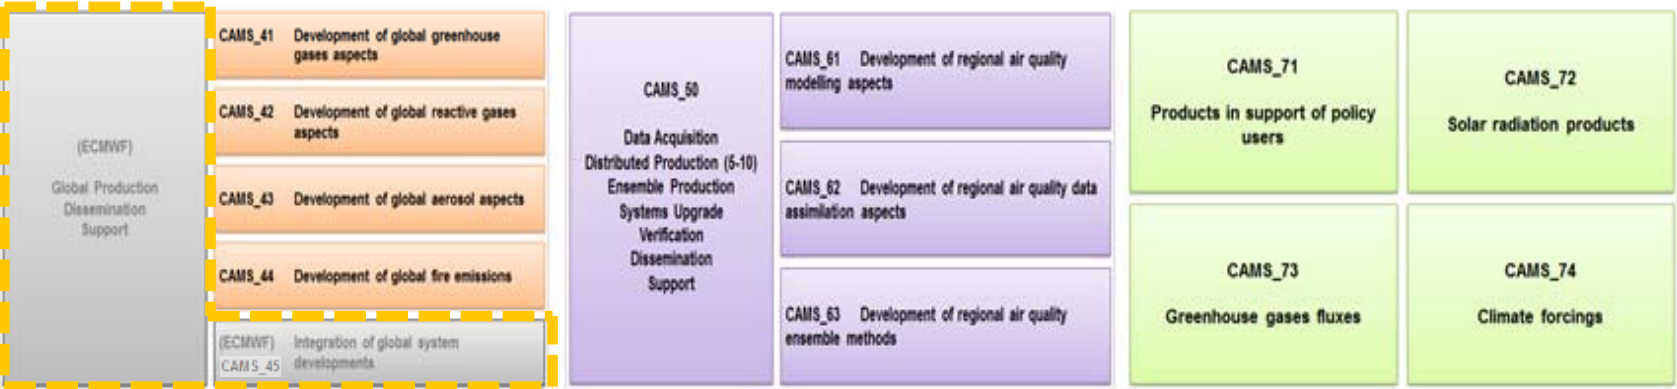 (ECMWF)
Global Production
Dissemination
Support
CAMS_41 Development of global greenhouse
gases aspects
CAMS_42 Development of global reactive gases
aspects
CAMS_43 Development of global aerosol aspects
CAMS_44 Development of global fire emissions
(ECMWF) Integration of global system
CAMS_45 developments
CAMS_50
Data Acquisition
Distributed Production (5-10)
Ensemble Production
Systems Upgrade
Verification
Dissemination
Support
CAMS_61 Development of regional air quality
modelling aspects
CAMS_62 Development of regional air quality data
assimilation aspects
CAMS_63 Development of regional air quality
ensemble methods
CAMS_71
Products in support of policy
users
CAMS_72
Solar radiation products
CAMS_73
Greenhouse gases fluxes
CAMS_74
Climate forcings